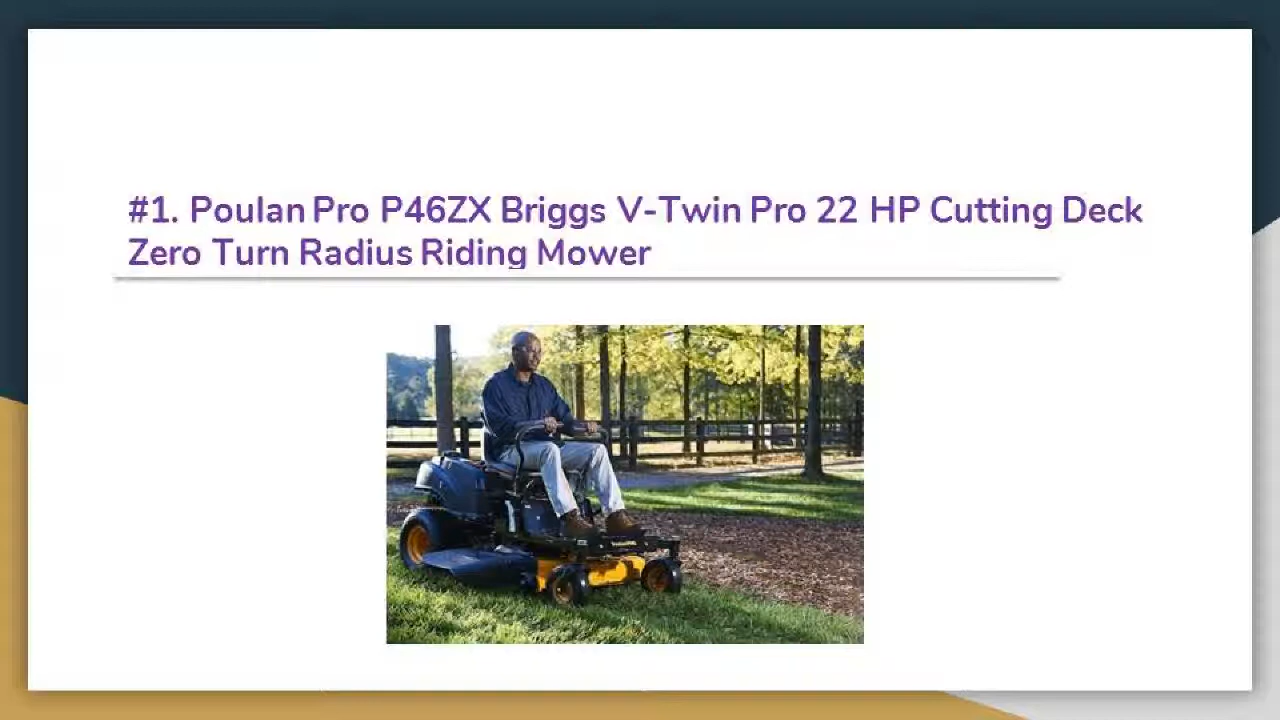 #1. Poulan Pro P46ZX Briggs V-Twin Pro 22 HP Cutting Deck
Zero Turn Radius Riding Mower